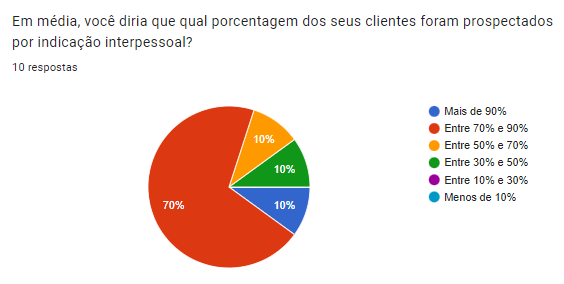 Em média, você diria que qual porcentagem dos seus clientes foram prospectados
por indicação interpessoal?
10 respostas
10%
10%
70%
10%
Mais de 90%
Entre 70% e 90%
Entre 50% e 70%
Entre 30% e 50%
Entre 10% e 30%
Menos de 10%